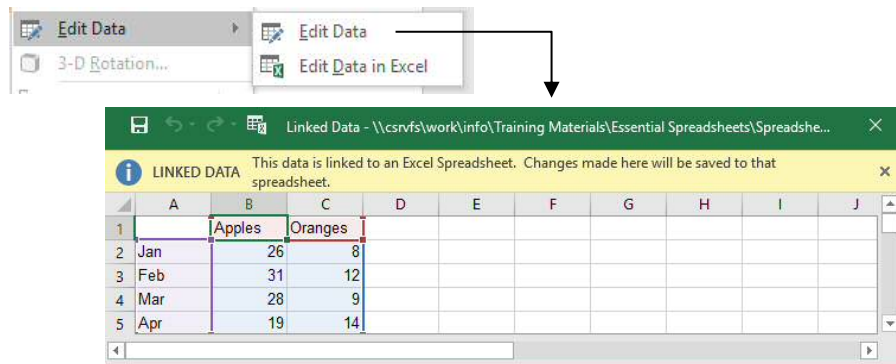 Edit Data Edit Data
3-D Rotation... Edit Data in Excel
Linked Data - \\csrvfs\work\info\Training Materials\Essential Spreadsheets\Spreadshe...
LINKED DATA This data is linked to an Excel Spreadsheet. Changes made here will be saved to that
spreadsheet.
A B C D E F G H I J
1 Apples Oranges
2 Jan 26 8
3 Feb 31 12
4 Mar 28 9
5 Apr 19 14